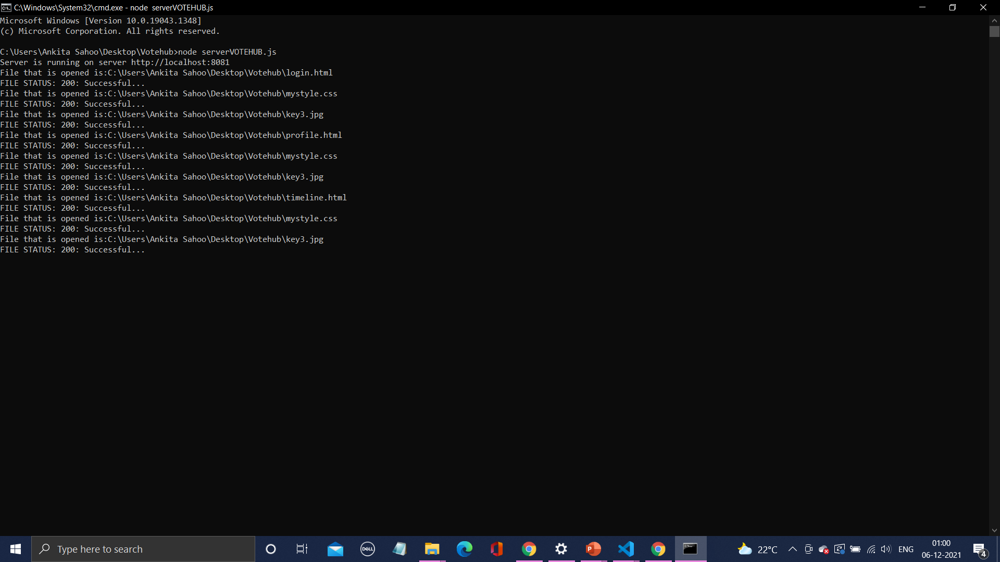 C:\Windows\System32\cmd.exe - node  serverVOTEHUB.js
Microsoft Windows [Version 10.0.19043.1348]
(c) Microsoft Corporation. All rights reserved.
C:\Users\Ankita Sahoo\Desktop\Votehub>node serverVOTEHUB.js
Server is running on server http://localhost:8081
File that is opened is:C:\Users\Ankita Sahoo\Desktop\Votehub\login.html
FILE STATUS: 200: Successful...
File that is opened is:C:\Users\Ankita Sahoo\Desktop\Votehub\mystyle.css
FILE STATUS: 200: Successful...
File that is opened is:C:\Users\Ankita Sahoo\Desktop\Votehub\key3.jpg
FILE STATUS: 200: Successful...
File that is opened is:C:\Users\Ankita Sahoo\Desktop\Votehub\profile.html
FILE STATUS: 200: Successful...
File that is opened is:C:\Users\Ankita Sahoo\Desktop\Votehub\mystyle.css
FILE STATUS: 200: Successful...
File that is opened is:C:\Users\Ankita Sahoo\Desktop\Votehub\key3.jpg
FILE STATUS: 200: Successful...
File that is opened is:C:\Users\Ankita Sahoo\Desktop\Votehub\timeline.html
FILE STATUS: 200: Successful...
File that is opened is:C:\Users\Ankita Sahoo\Desktop\Votehub\mystyle.css
FILE STATUS: 200: Successful...
File that is opened is:C:\Users\Ankita Sahoo\Desktop\Votehub\key3.jpg
FILE STATUS: 200: Successful...
Type here to search
DELL
P
22°C
ENG
01:00
06-12-2021
4